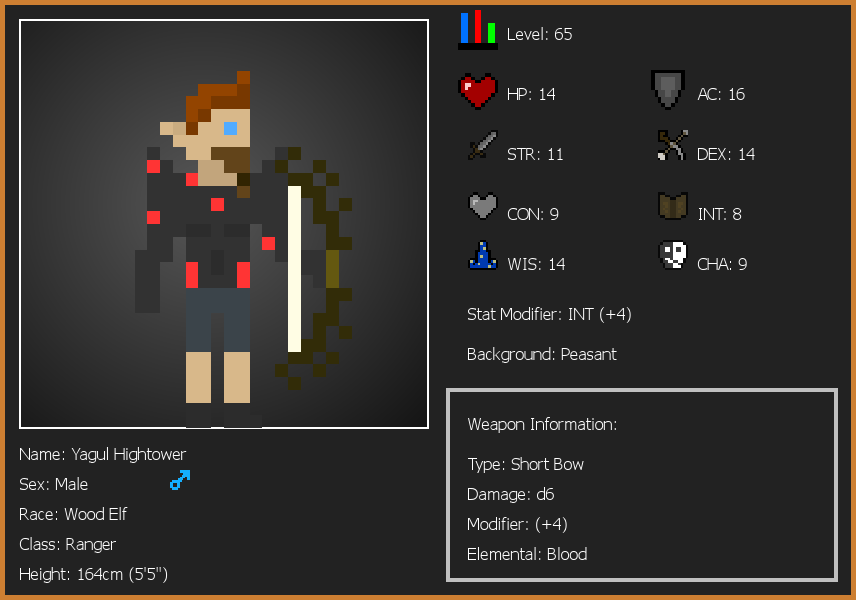 Level: 65
HP: 14
AC: 16
STR: 11
DEX: 14
CON: 9
INT: 8
WIS: 14
CHA: 9
Stat Modifier: INT (+4)
Background: Peasant
Weapon Information:
Type: Short Bow
Damage: d6
Modifier: (+4)
Elemental: Blood
Name: Yagul Hightower
Sex: Male
Race: Wood Elf
Class: Ranger
Height: 164cm (5'5")